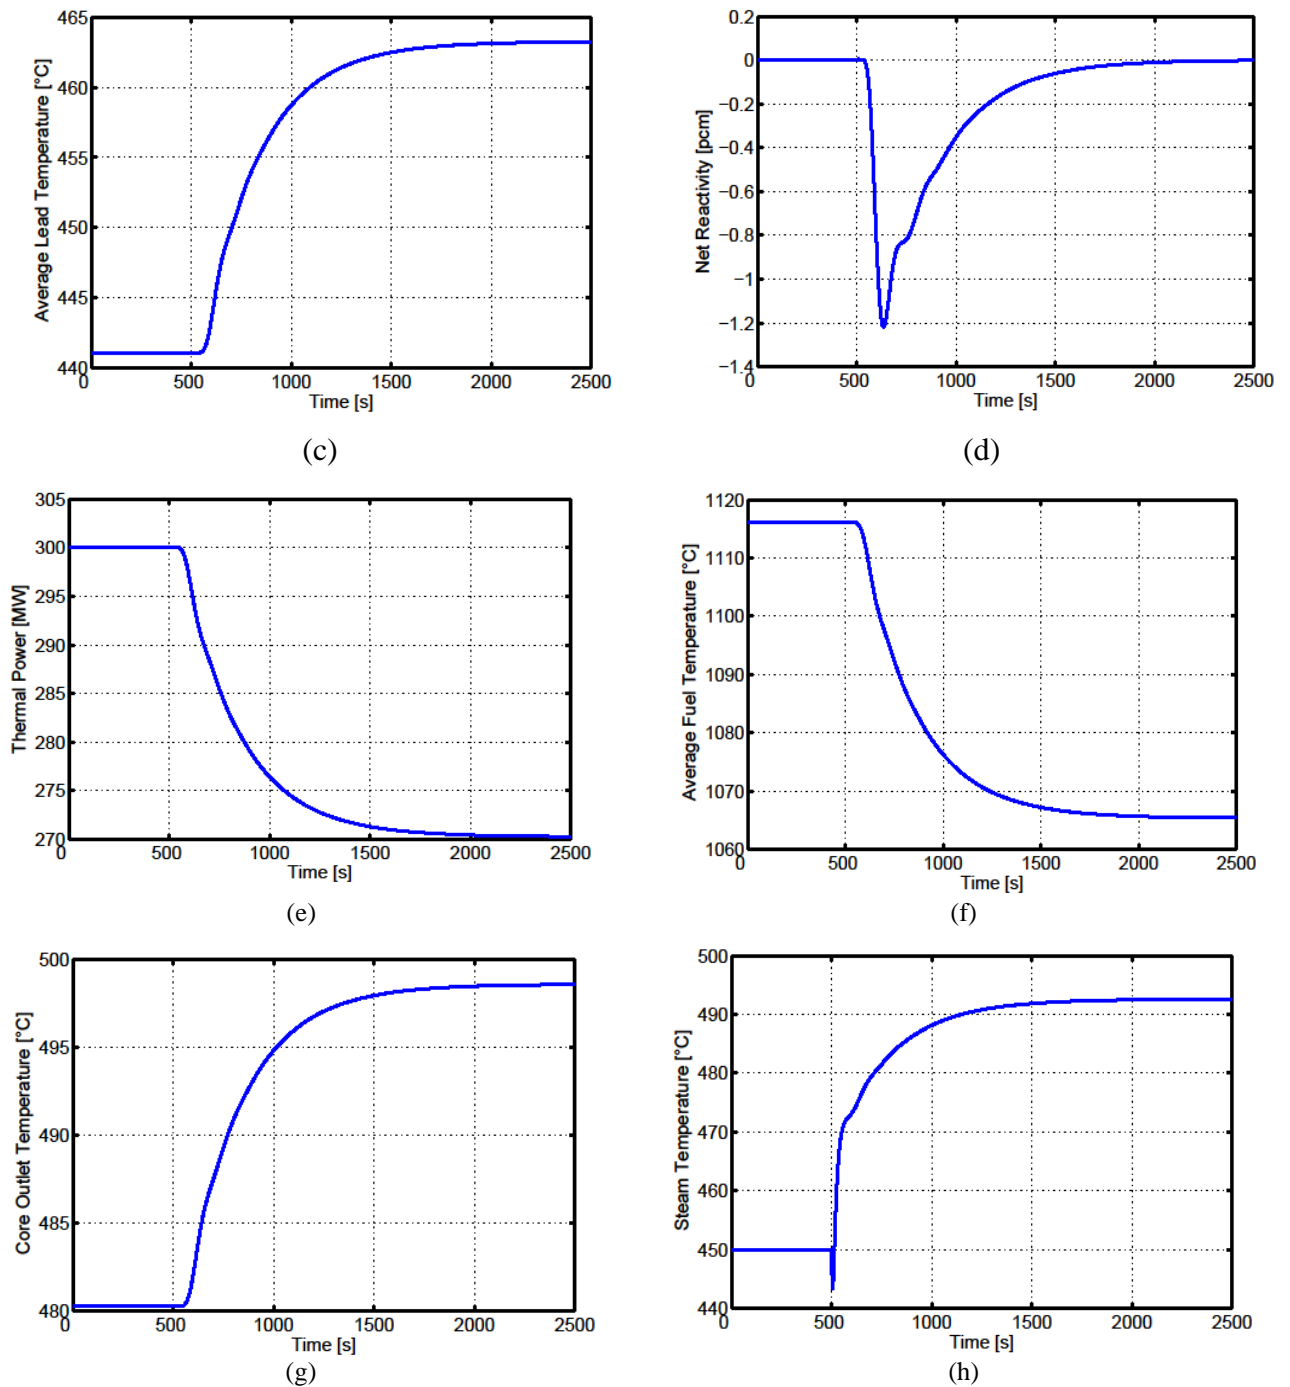 465
460
455
450
445
440
Average Lead Temperature [°C]
0 500 1000 1500 2000 2500
Time [s]
(c)
0.2
0
−0.2
−0.4
−0.6
−0.8
−1
−1.2
−1.4
Net Reactivity [pcm]
0 500 1000 1500 2000 2500
Time [s]
(d)
305
300
295
290
285
280
275
270
Thermal Power [MW]
0 500 1000 1500 2000 2500
Time [s]
(e)
1120
1110
1100
1090
1080
1070
1060
Average Fuel Temperature [°C]
0 500 1000 1500 2000 2500
Time [s]
(f)
500
495
490
485
480
Core Outlet Temperature [°C]
0 500 1000 1500 2000 2500
Time [s]
(g)
500
490
480
470
460
450
440
Steam Temperature [°C]
0 500 1000 1500 2000 2500
Time [s]
(h)